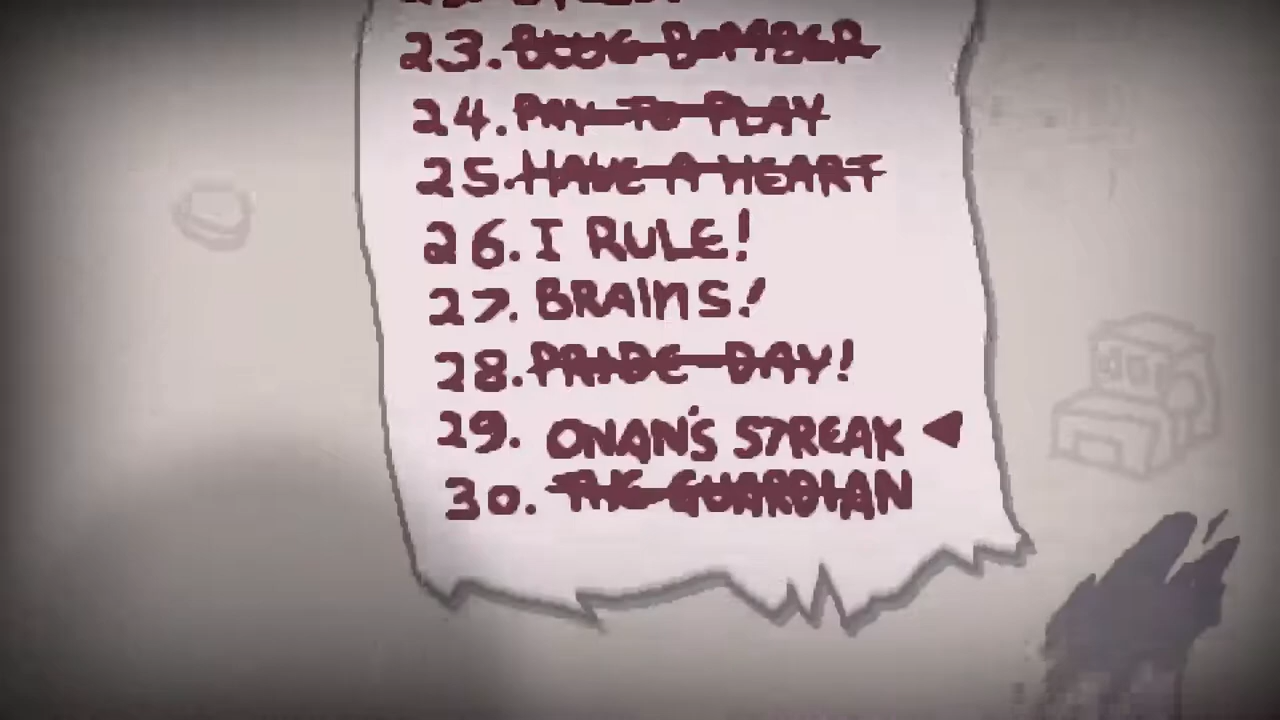 23. BLUE BOMBER
24. PAY TO PLAY
25. HAVE A HEART
26. I RULE!
27. BRAINS!
28. PRIDE DAY!
29. ONAN'S STREAK
30. THE GUARDIAN